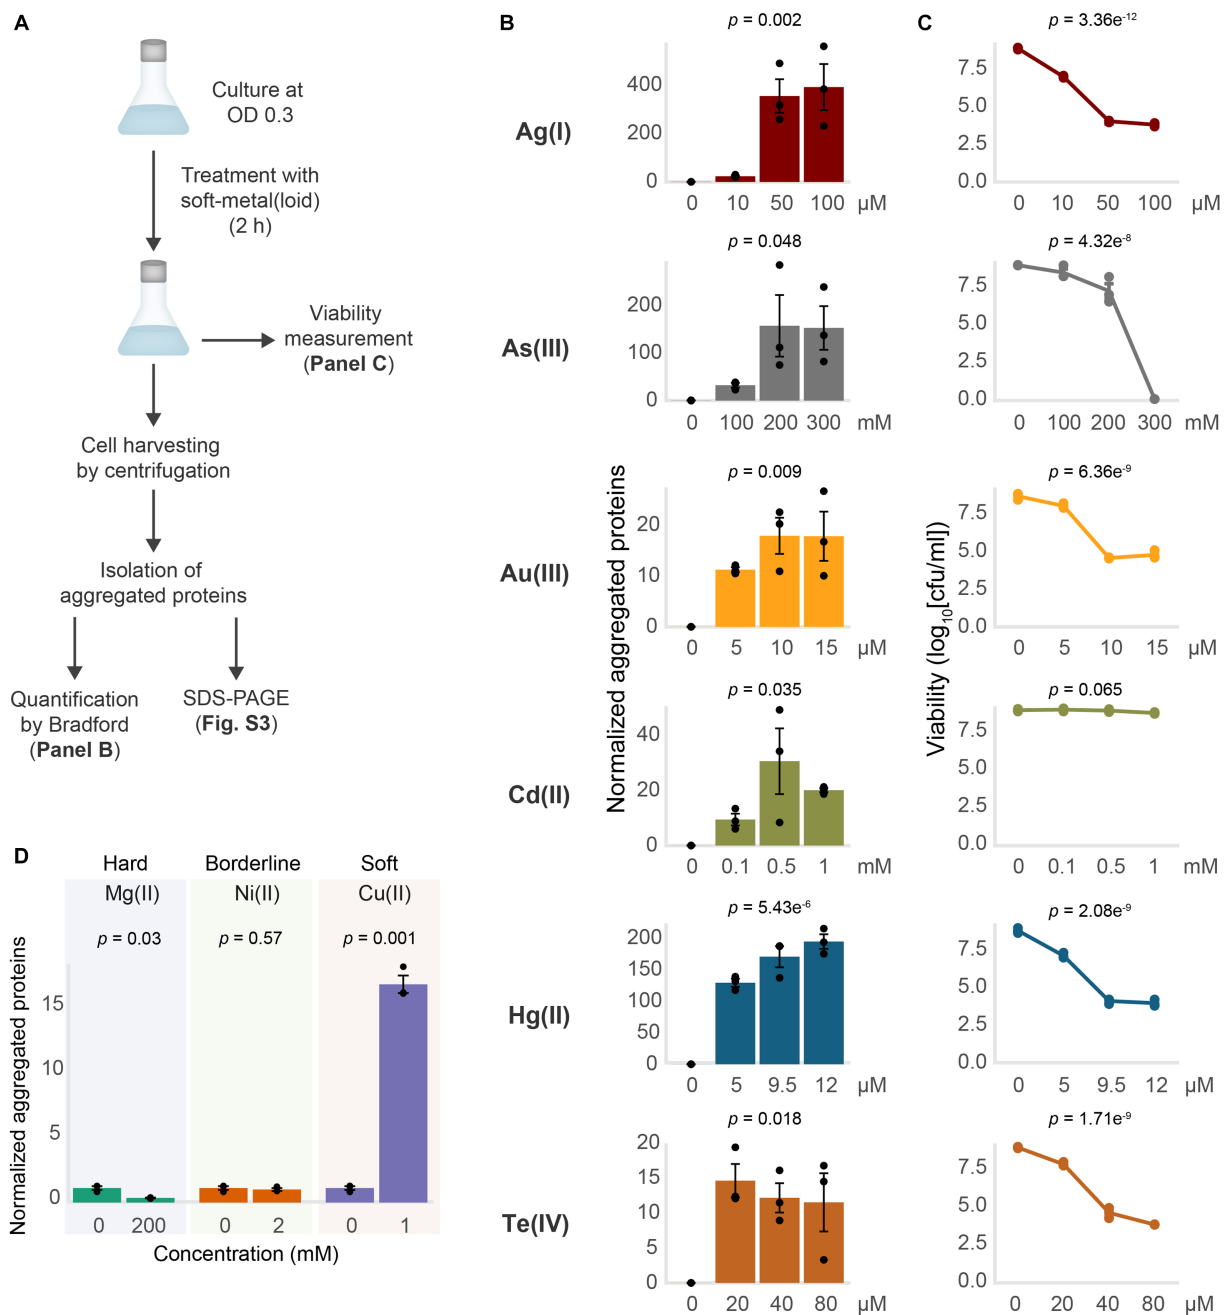 A
Culture at
OD 0.3
Treatment with
soft-metal(loid)
(2 h)
Viability
measurement
(Panel C)
Cell harvesting
by centrifugation
Isolation of
aggregated proteins
Quantification
by Bradford
(Panel B)
SDS-PAGE
(Fig. S3)
B
Normalized aggregated proteins
Ag(I)
p = 0.002
400
200
0
0 10 50 100 µM
As(III)
p = 0.048
200
100
0
0 100 200 300 mM
Au(III)
p = 0.009
20
10
0
0 5 10 15 µM
Cd(II)
p = 0.035
40
20
0
0 0.1 0.5 1 mM
Hg(II)
p = 5.43e-6
200
150
100
50
0
0 5 9.5 12 µM
Te(IV)
p = 0.018
20
15
10
5
0
0 20 40 80 µM
C
Viability (log10[cfu/ml])
p = 3.36e-12
7.5
5.0
2.5
0.0
0 10 50 100 µM
p = 4.32e-8
7.5
5.0
2.5
0.0
0 100 200 300 mM
p = 6.36e-9
7.5
5.0
2.5
0.0
0 5 10 15 µM
p = 0.065
7.5
5.0
2.5
0.0
0 0.1 0.5 1 mM
p = 2.08e-9
7.5
5.0
2.5
0.0
0 5 9.5 12 µM
p = 1.71e-9
7.5
5.0
2.5
0.0
0 20 40 80 µM
D
Hard Borderline Soft
Mg(II) Ni(II) Cu(II)
p = 0.03 p = 0.57 p = 0.001
Normalized aggregated proteins
15
10
5
0
0 200 0 2 0 1
Concentration (mM)